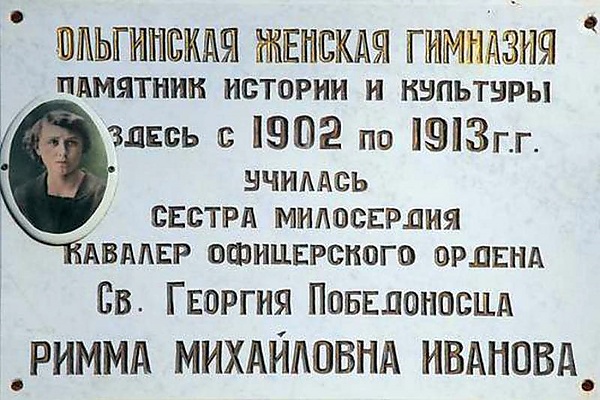 ОЛЬГИНСКАЯ ЖЕНСКАЯ ГИМНАЗИЯ
ПАМЯТНИК ИСТОРИИ И КУЛЬТУРЫ
ЗДЕСЬ С 1902 ПО 1913 Г.Г.
УЧИЛАСЬ
СЕСТРА МИЛОСЕРДИЯ
КАВАЛЕР ОФИЦЕРСКОГО ОРДЕНА
СВ. ГЕОРГИЯ ПОБЕДОНОСЦА
РИММА МИХАЙЛОВНА ИВАНОВА